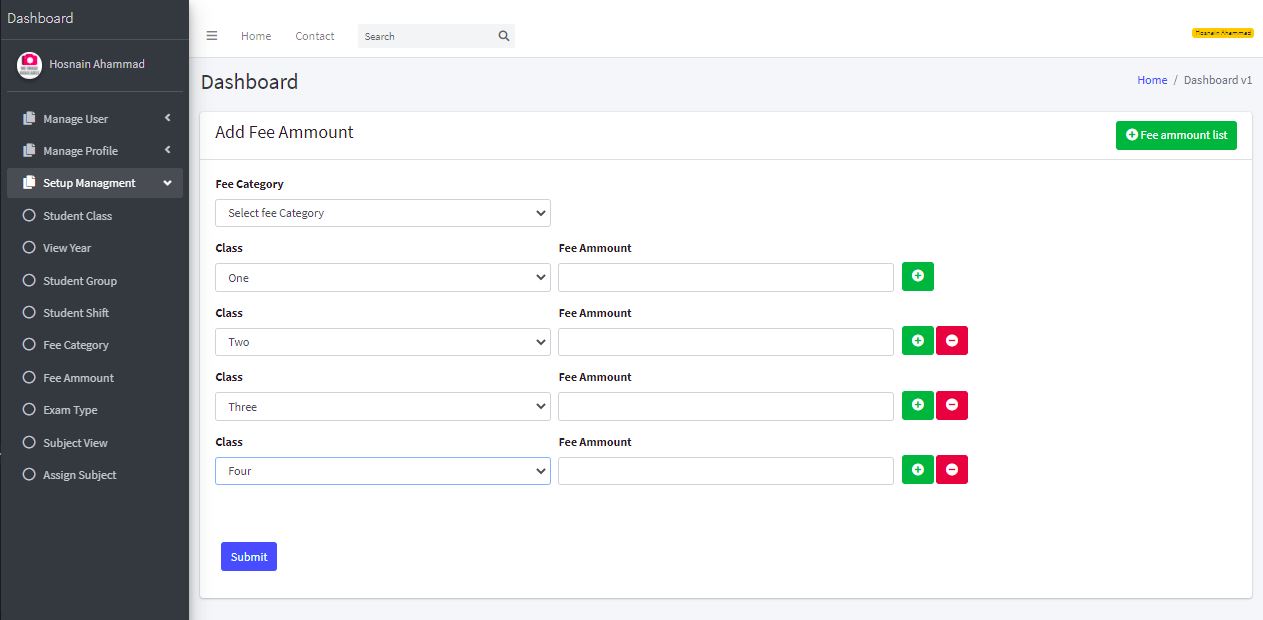 Dashboard
Hosnain Ahammad
Manage User
Manage Profile
Setup Managment
Student Class
View Year
Student Group
Student Shift
Fee Category
Fee Ammount
Exam Type
Subject View
Assign Subject
Home Contact Search
Hosnain Ahammad
Dashboard
Home / Dashboard v1
Add Fee Ammount
Fee ammount list
Fee Category
Select fee Category
Class Fee Ammount
One
Class Fee Ammount
Two
Class Fee Ammount
Three
Class Fee Ammount
Four
Submit